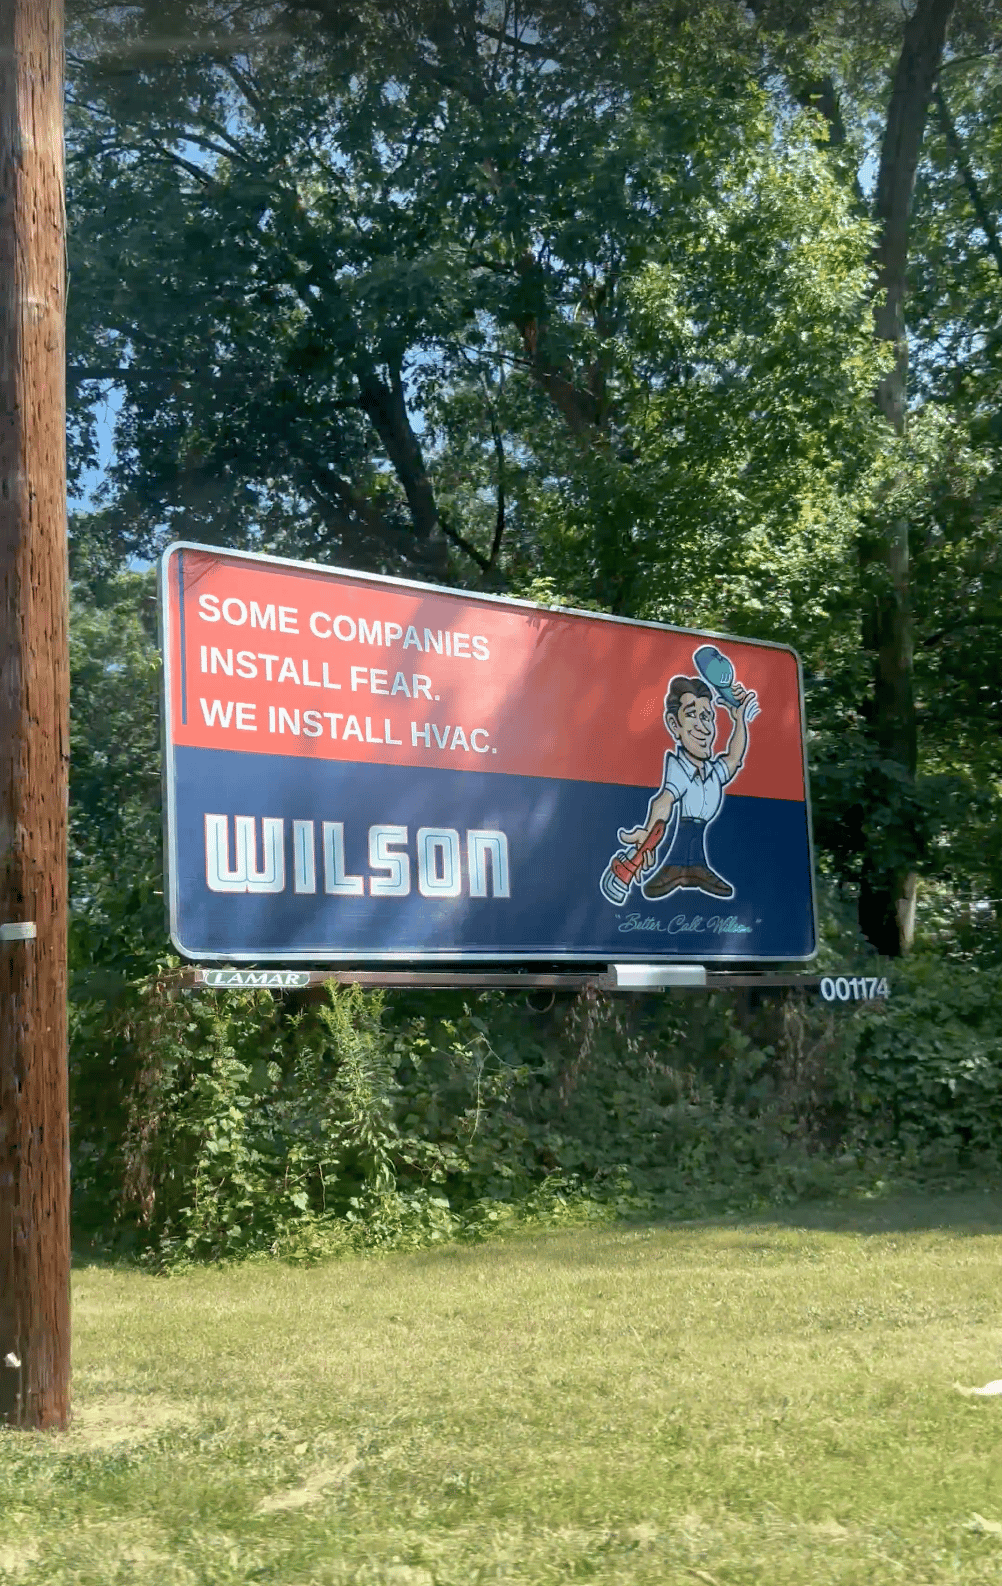 SOME COMPANIES
INSTALL FEAR.
WE INSTALL HVAC.
WILSON
W
"Better Call Wilson"
LAMAR
001174